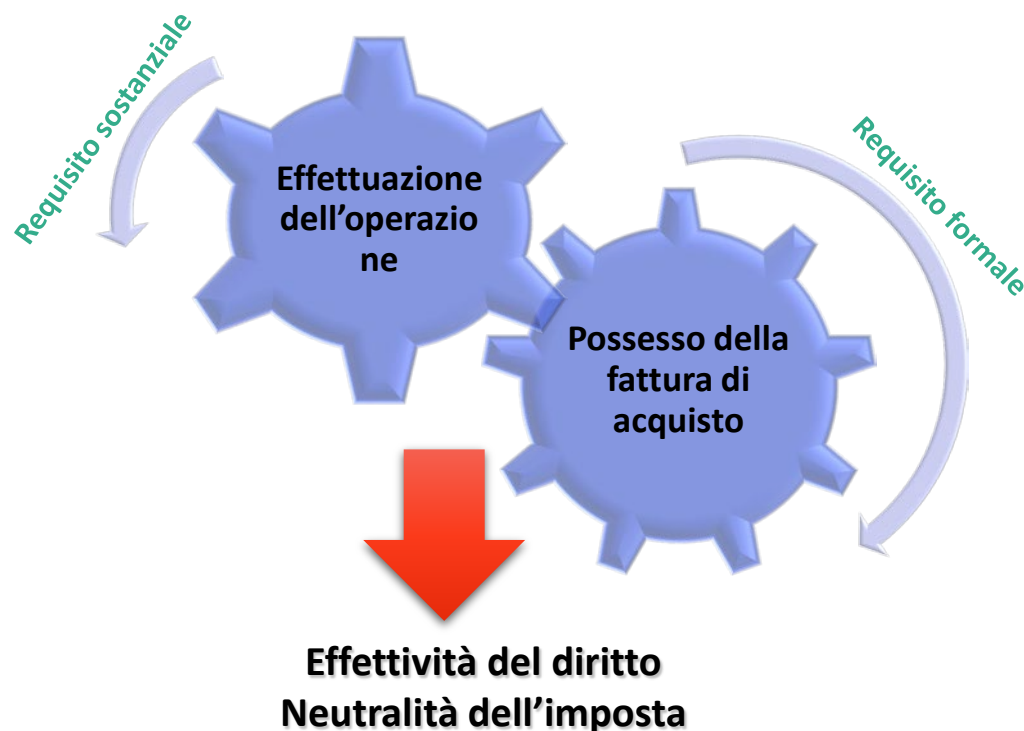 Requisito sostanziale
Effettuazione
dell’operazio
ne
Requisito formale
Possesso della
fattura di
acquisto
Effettività del diritto
Neutralità dell’imposta